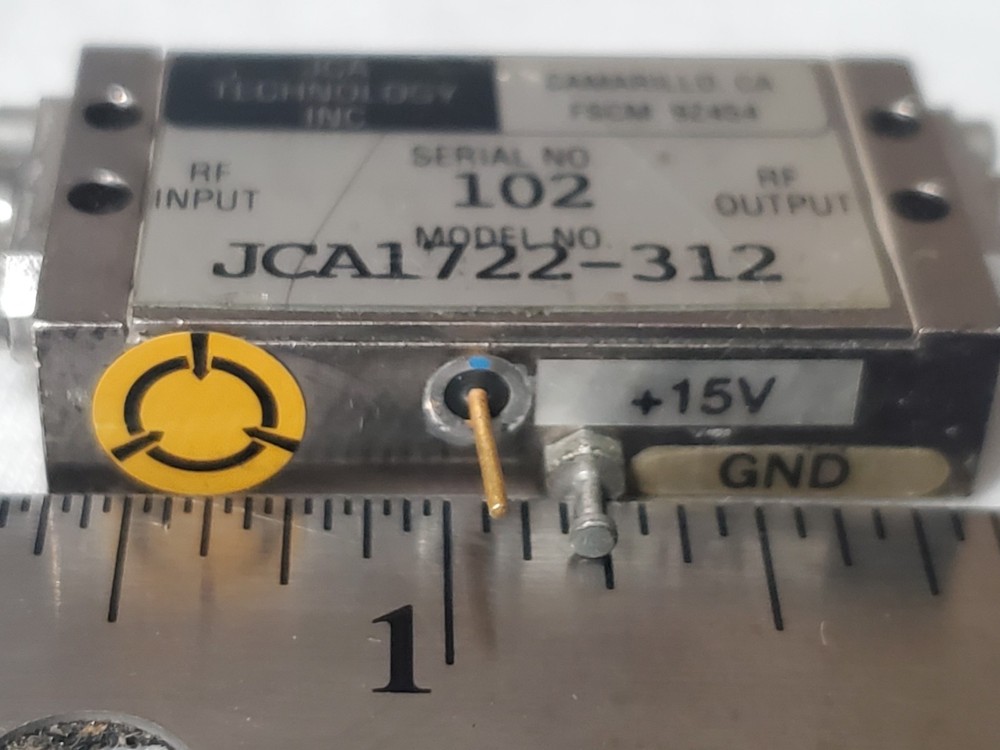 JCA
TECHNOLOGY
INC
CAMARILLO, CA
FSCM 92454
RF
INPUT
SERIAL NO
102
RF
OUTPUT
MODEL NO.
JCA1722-312
+15V
GND
1